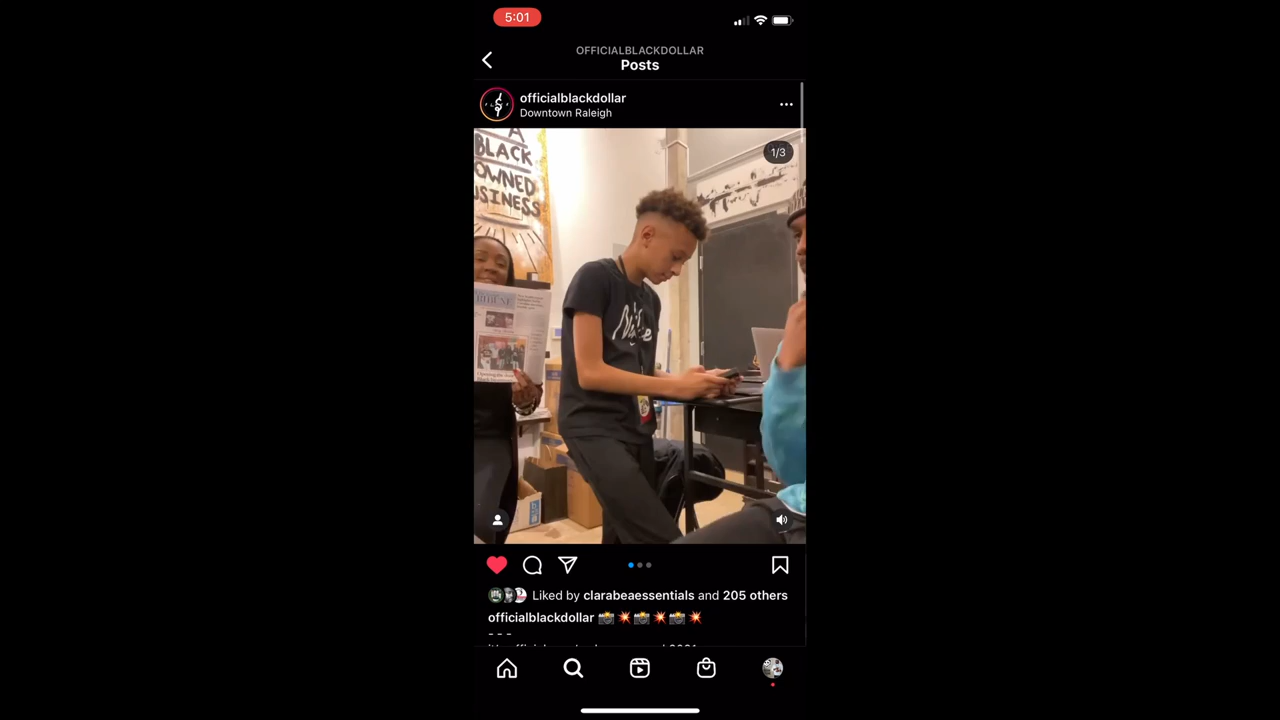 5:01
OFFICIALBLACKDOLLAR
Posts
officialblackdollar
Downtown Raleigh
1/3
A
BLACK
OWNED
USINESS
Liked by clarabeaessentials and 205 others
officialblackdollar 📸 💥 📸 💥 📸 💥
- - -